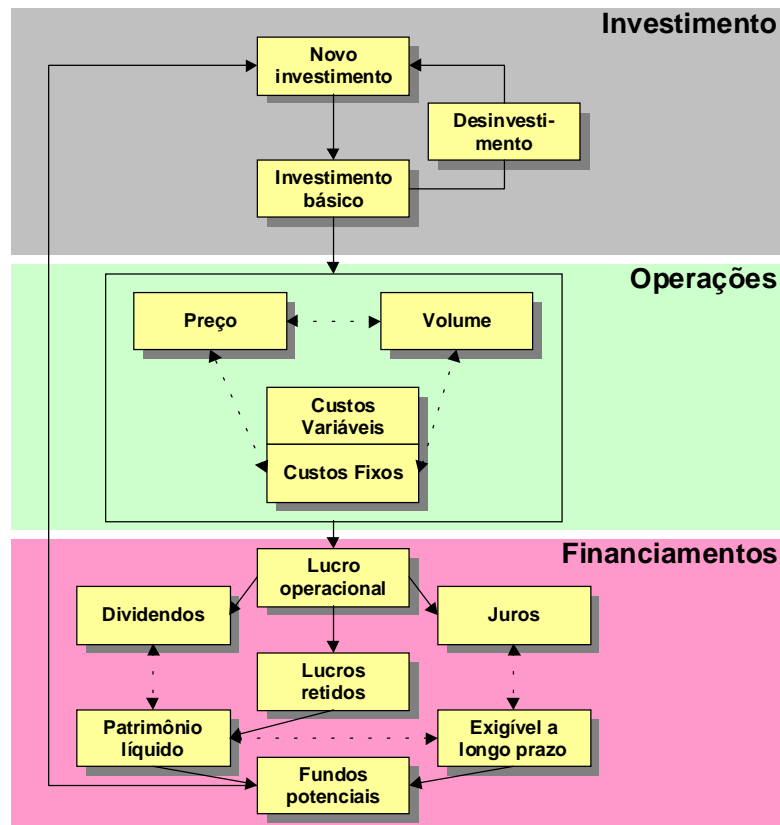 Investimento
Novo
investimento
Desinvesti-
mento
Investimento
básico
Operações
Preço
Volume
Custos
Variáveis
Custos Fixos
Financiamentos
Lucro
operacional
Dividendos
Juros
Lucros
retidos
Patrimônio
líquido
Exigível a
longo prazo
Fundos
potenciais